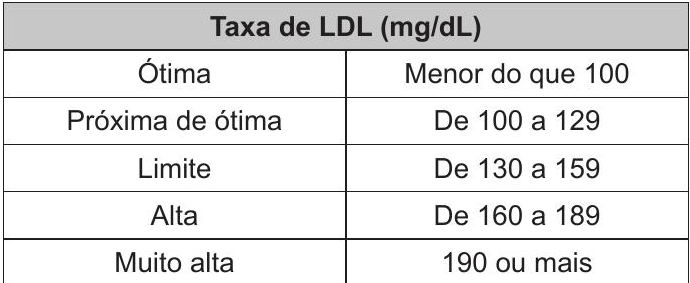 Taxa de LDL (mg/dL)
Ótima Menor do que 100
Próxima de ótima De 100 a 129
Limite De 130 a 159
Alta De 160 a 189
Muito alta 190 ou mais